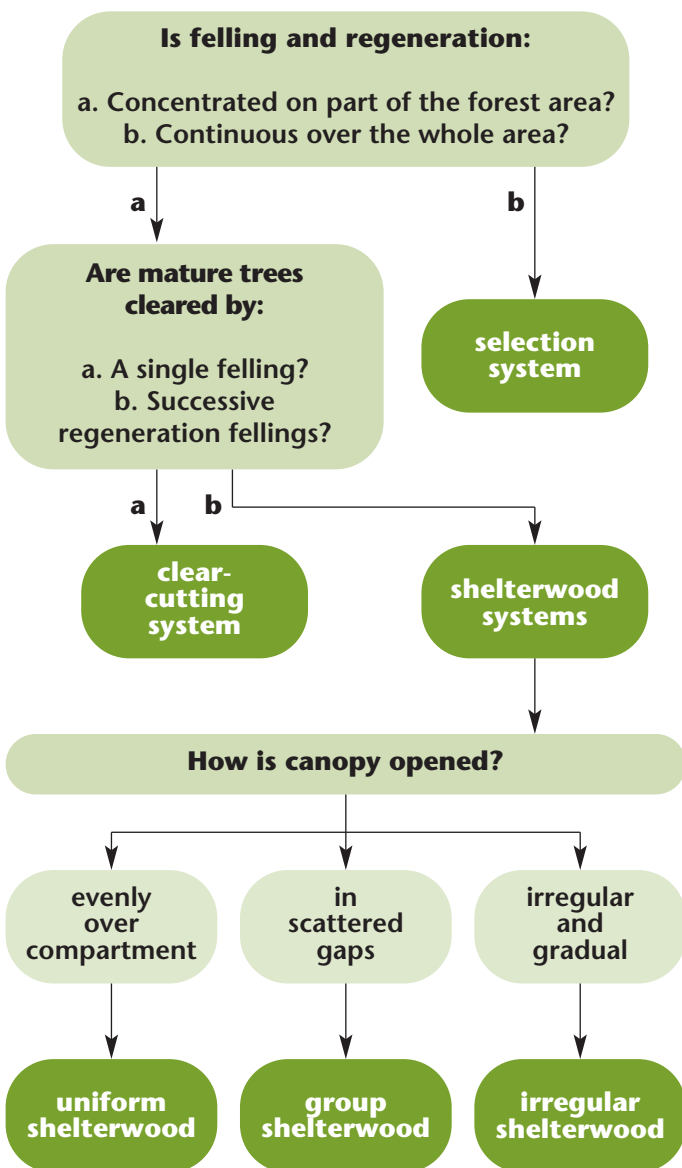 Is felling and regeneration:
a. Concentrated on part of the forest area?
b. Continuous over the whole area?
a
b
Are mature trees
cleared by:
a. A single felling?
b. Successive
regeneration fellings?
selection
system
a
b
clear-
cutting
system
shelterwood
systems
How is canopy opened?
evenly
over
compartment
in
scattered
gaps
irregular
and
gradual
uniform
shelterwood
group
shelterwood
irregular
shelterwood